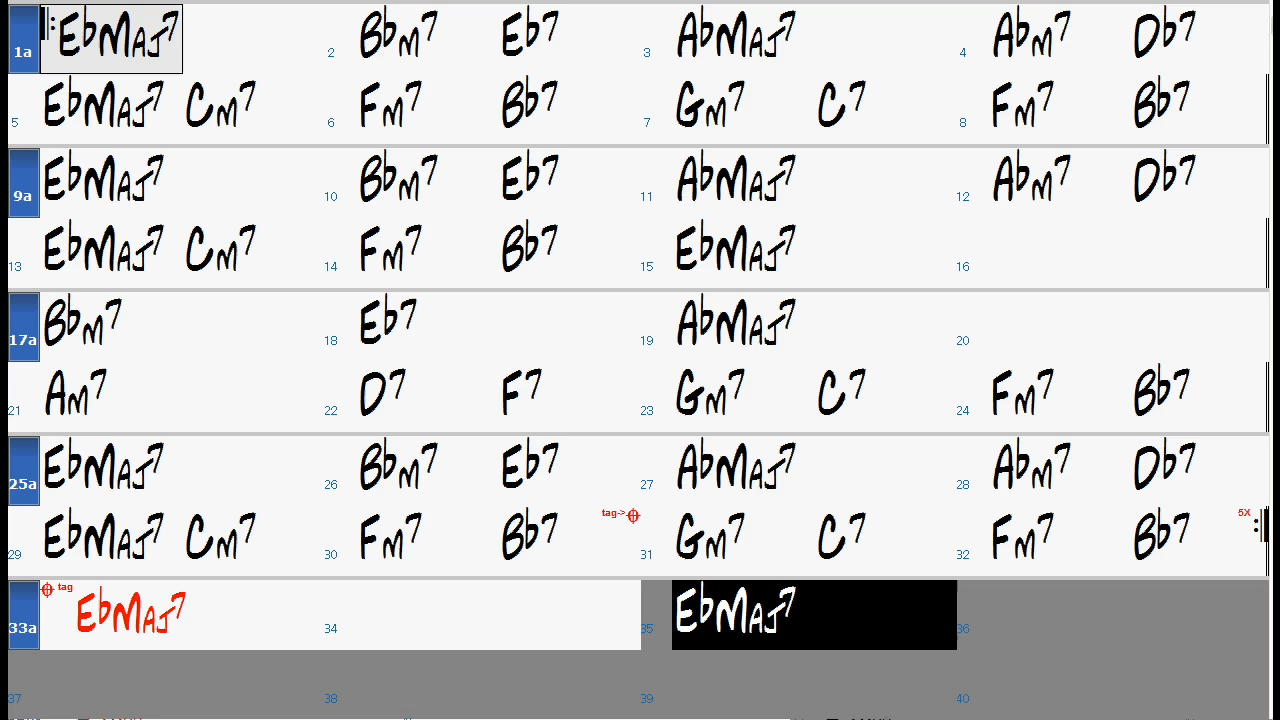 1a EbMAJ7 2 Bbm7 Eb7 3 AbMAJ7 4 Abm7 Db7
5 EbMAJ7 Cm7 6 Fm7 Bb7 7 Gm7 C7 8 Fm7 Bb7
9a EbMAJ7 10 Bbm7 Eb7 11 AbMAJ7 12 Abm7 Db7
13 EbMAJ7 Cm7 14 Fm7 Bb7 15 EbMAJ7 16
17a Bbm7 18 Eb7 19 AbMAJ7 20
21 Am7 22 D7 F7 23 Gm7 C7 24 Fm7 Bb7
25a EbMAJ7 26 Bbm7 Eb7 27 AbMAJ7 28 Abm7 Db7
tag-> 5X
29 EbMAJ7 Cm7 30 Fm7 Bb7 31 Gm7 C7 32 Fm7 Bb7
tag
33a EbMAJ7 34 35 EbMAJ7 36
37 38 39 40